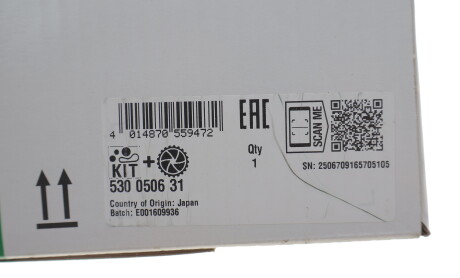 4 014870 559472
EAC
SCAN ME
KIT +
Qty
1
SN: 2506709165705105
530 0506 31
Country of Origin: Japan
Batch: E001609936